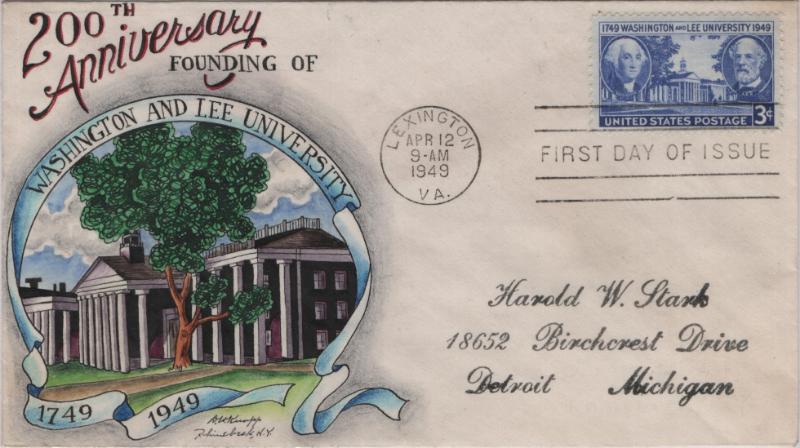 200TH
Anniversary
FOUNDING OF
WASHINGTON AND LEE UNIVERSITY
1749 1949
Rhinebeck, N.Y.
1749 WASHINGTON AND LEE UNIVERSITY 1949
3¢
UNITED STATES POSTAGE
LEXINGTON
APR 12
9-AM
1949
VA.
FIRST DAY OF ISSUE
Harold W. Stark
18652 Birchcrest Drive
Detroit Michigan